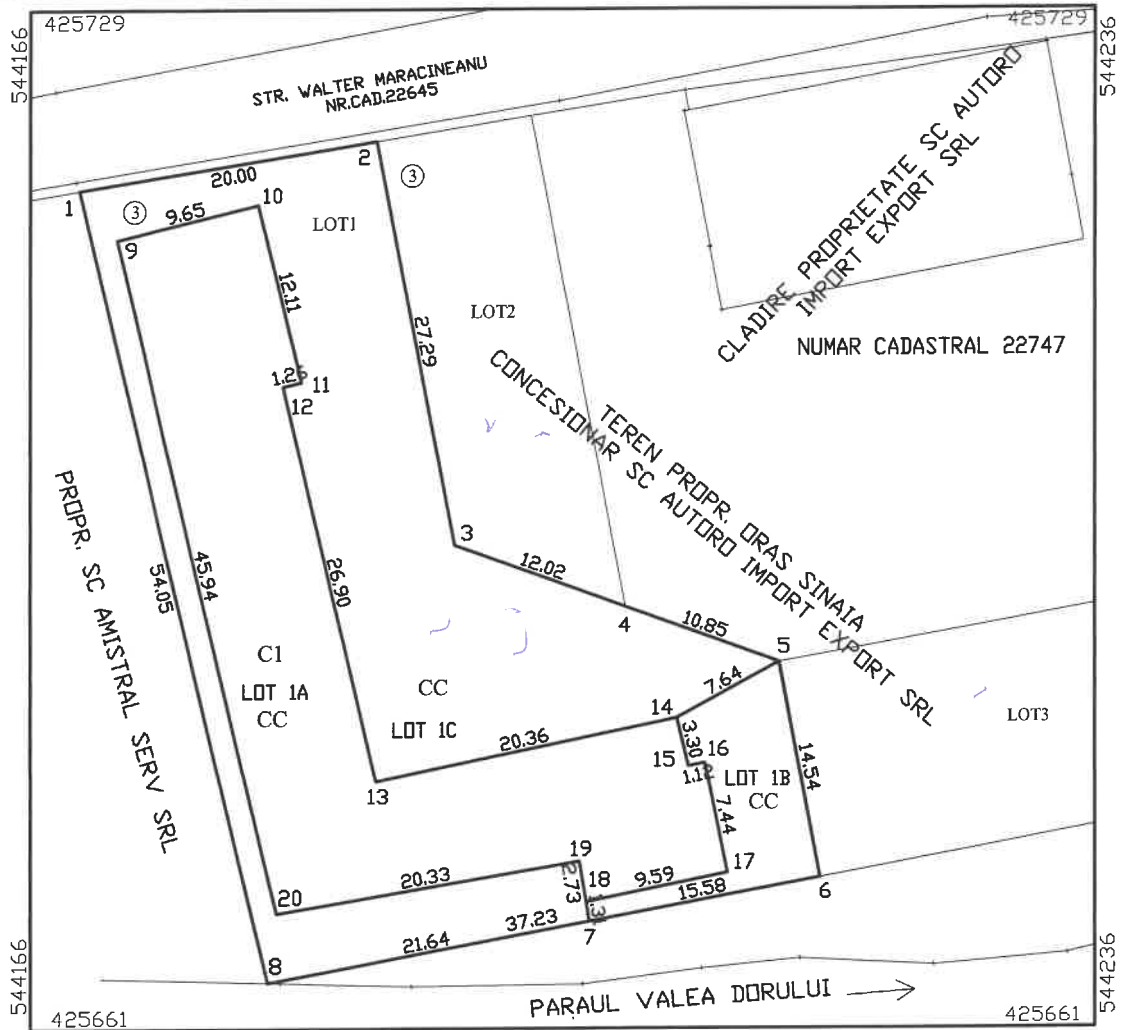 425729
425729
544166
544236
STR. WALTER MARACINEANU
NR.CAD.22645
1
20.00
2
3
3
9.65
10
9
LOT1
12.11
LOT2
27.29
1.26
11
12
CLADIRE PROPRIETATE SC AUTORO
IMPORT EXPORT SRL
NUMAR CADASTRAL 22747
TEREN PROPR. ORAS SINAIA
CONCESIONAR SC AUTORO IMPORT EXPORT SRL
PROPR. SC AMISTRAL SERV SRL
54.05
45.94
26.90
3
12.02
4
10.85
5
C1
LOT 1A
CC
CC
LOT 1C
7.64
14
LOT3
20.36
3.30
15
16
1.12
LOT 1B
CC
14.54
13
7.44
19
17
20.33
2.73
18
9.59
1.31
15.58
6
20
37.23
7
21.64
8
PARAUL VALEA DORULUI
544166
544236
425661
425661